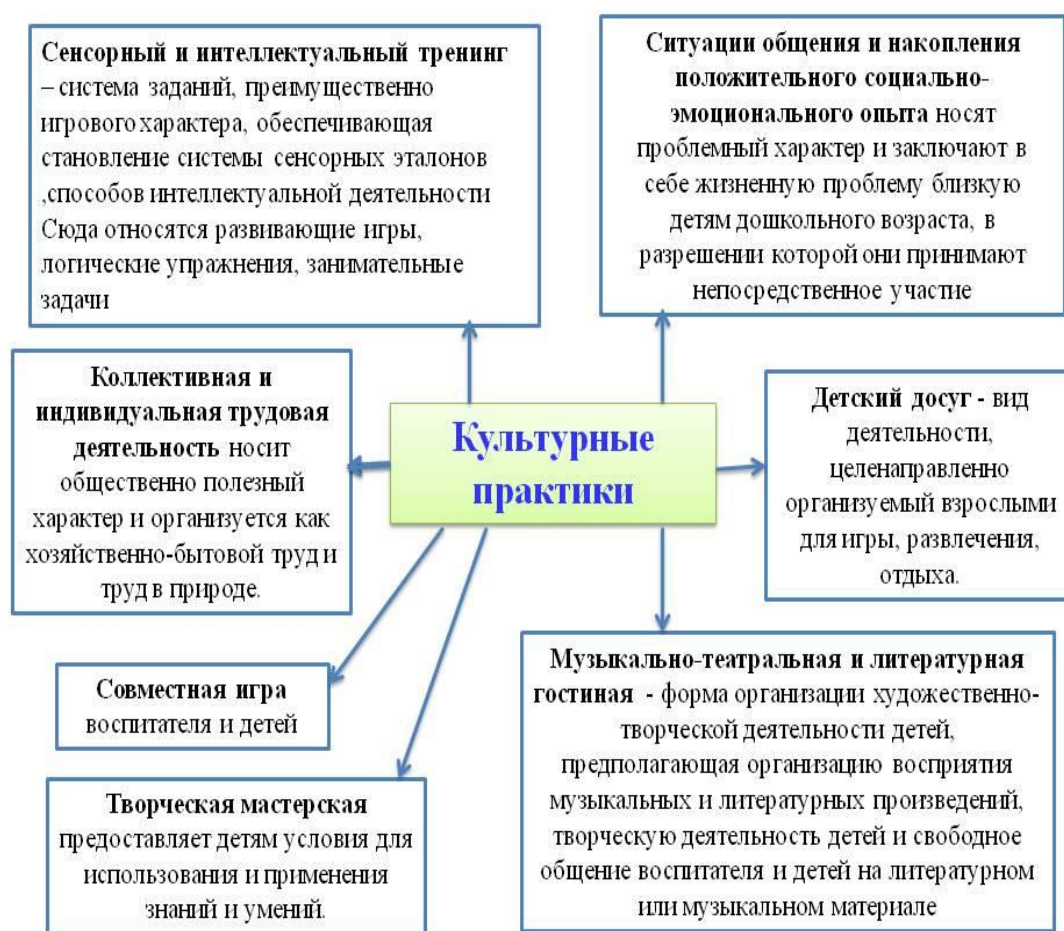 Сенсорный и интеллектуальный тренинг
– система заданий, преимущественно
игрового характера, обеспечивающая
становление системы сенсорных эталонов
,способов интеллектуальной деятельности
Сюда относятся развивающие игры,
логические упражнения, занимательные
задачи
Ситуации общения и накопления
положительного социально-
эмоционального опыта носят
проблемный характер и заключают в
себе жизненную проблему близкую
детям дошкольного возраста, в
разрешении которой они принимают
непосредственное участие
Коллективная и
индивидуальная трудовая
деятельность носит
общественно полезный
характер и организуется как
хозяйственно-бытовой труд и
труд в природе.
Культурные
практики
Детский досуг - вид
деятельности,
целенаправленно
организуемый взрослыми
для игры, развлечения,
отдыха.
Совместная игра
воспитателя и детей
Творческая мастерская
предоставляет детям условия для
использования и применения
знаний и умений.
Музыкально-театральная и литературная
гостиная - форма организации художественно-
творческой деятельности детей,
предполагающая организацию восприятия
музыкальных и литературных произведений,
творческую деятельность детей и свободное
общение воспитателя и детей на литературном
или музыкальном материале